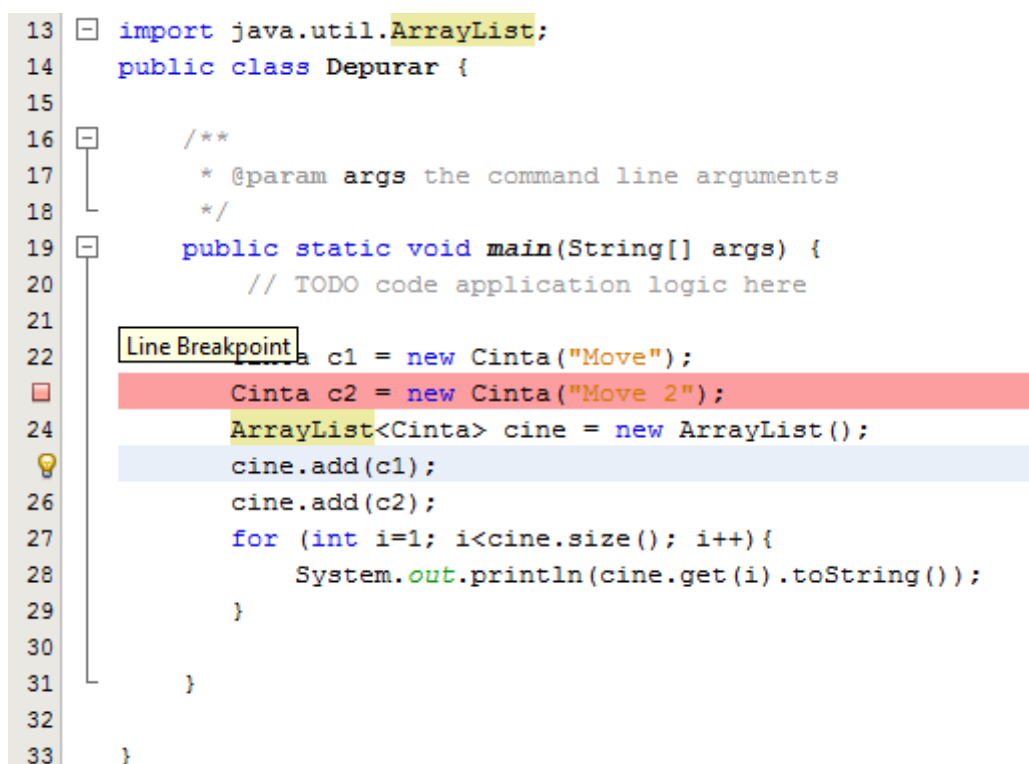 13 import java.util.ArrayList;
14 public class Depurar {
15
16 /**
17 * @param args the command line arguments
18 */
19 public static void main(String[] args) {
20 // TODO code application logic here
21
Line Breakpoint
22 c1 = new Cinta("Move");
Cinta c2 = new Cinta("Move 2");
24 ArrayList<Cinta> cine = new ArrayList();
cine.add(c1);
26 cine.add(c2);
27 for (int i=1; i<cine.size(); i++){
28 System.out.println(cine.get(i).toString());
29 }
30
31 }
32
33 }